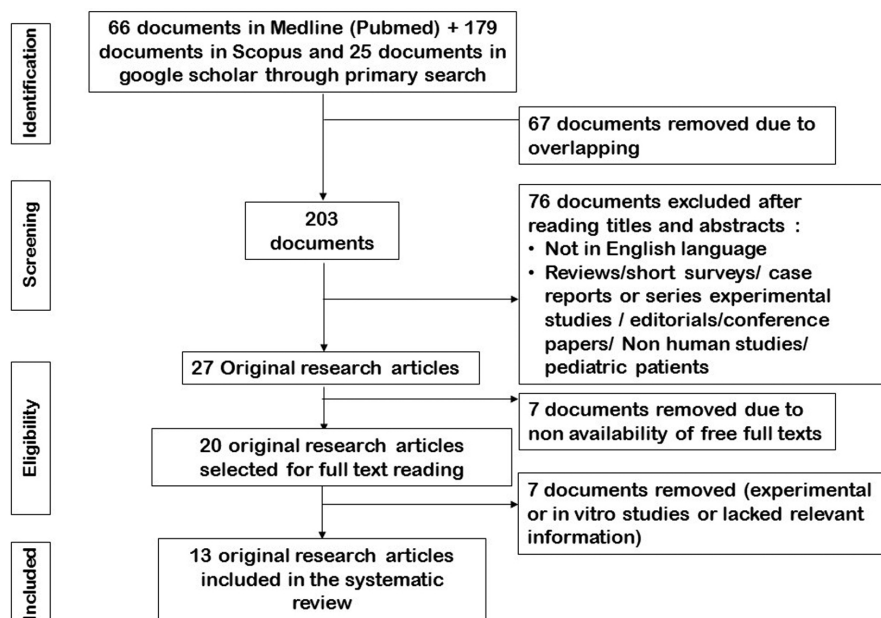 Identification
66 documents in Medline (Pubmed) + 179
documents in Scopus and 25 documents in
google scholar through primary search
67 documents removed due to
overlapping
Screening
203
documents
76 documents excluded after
reading titles and abstracts :
• Not in English language
• Reviews/short surveys/ case
reports or series experimental
studies / editorials/conference
papers/ Non human studies/
pediatric patients
Eligibility
27 Original research articles
7 documents removed due to
non availability of free full texts
20 original research articles
selected for full text reading
7 documents removed (experimental
or in vitro studies or lacked relevant
information)
Included
13 original research articles
included in the systematic
review